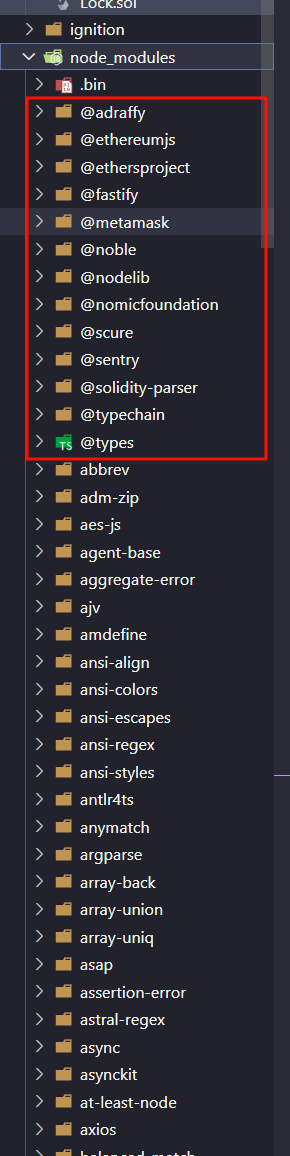 Lock.sol
ignition
node_modules
.bin
@adraffy
@ethereumjs
@ethersproject
@fastify
@metamask
@noble
@nodelib
@nomicfoundation
@scure
@sentry
@solidity-parser
@typechain
TS @types
abbrev
adm-zip
aes-js
agent-base
aggregate-error
ajv
amdefine
ansi-align
ansi-colors
ansi-escapes
ansi-regex
ansi-styles
antlr4ts
anymatch
argparse
array-back
array-union
array-uniq
asap
assertion-error
astral-regex
async
asynckit
at-least-node
axios
balanced-match